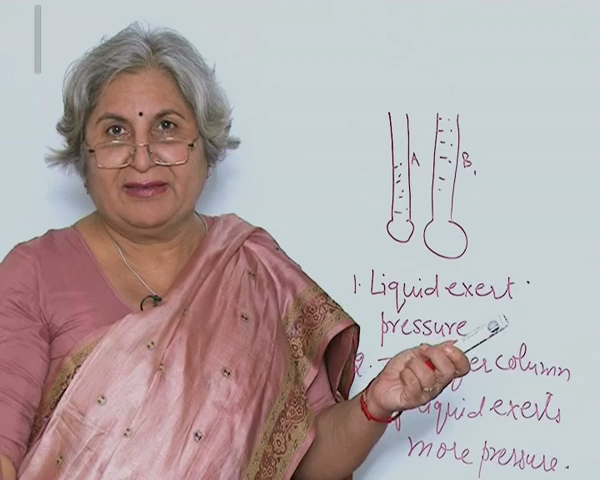 A B,
1. Liquid exert
pressure
2. column
liquid exerts
more pressure.